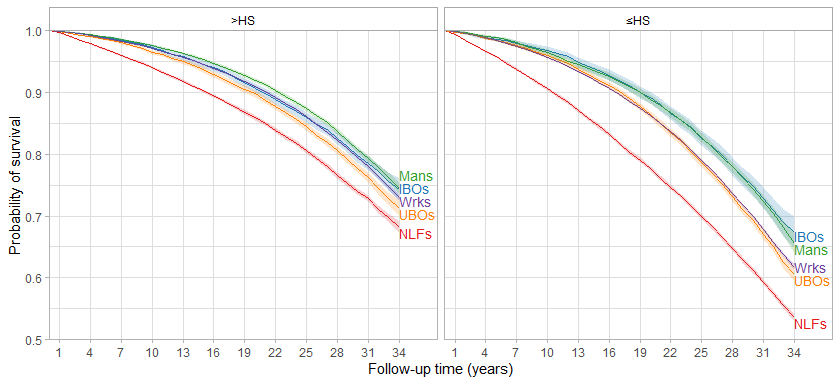 >HS
≤HS
Probability of survival
1.0
0.9
0.8
0.7
0.6
0.5
Mans
IBOs
Wrks
UBOs
NLFs
IBOs
Mans
Wrks
UBOs
NLFs
1 4 7 10 13 16 19 22 25 28 31 34
1 4 7 10 13 16 19 22 25 28 31 34
Follow-up time (years)